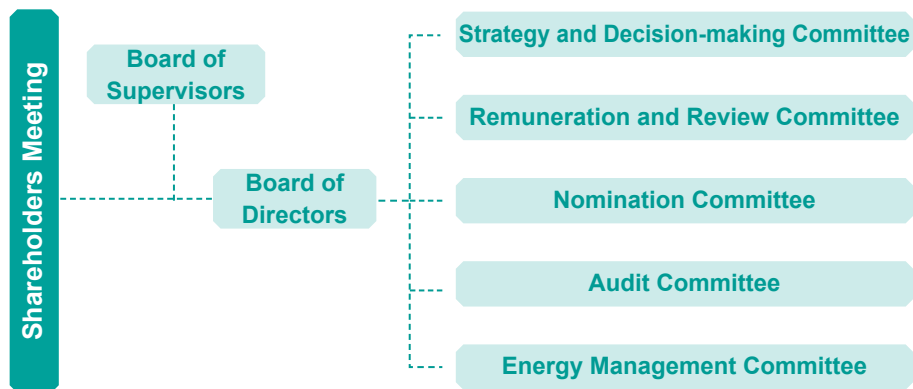 Shareholders Meeting
Board of
Supervisors
Board of
Directors
Strategy and Decision-making Committee
Remuneration and Review Committee
Nomination Committee
Audit Committee
Energy Management Committee